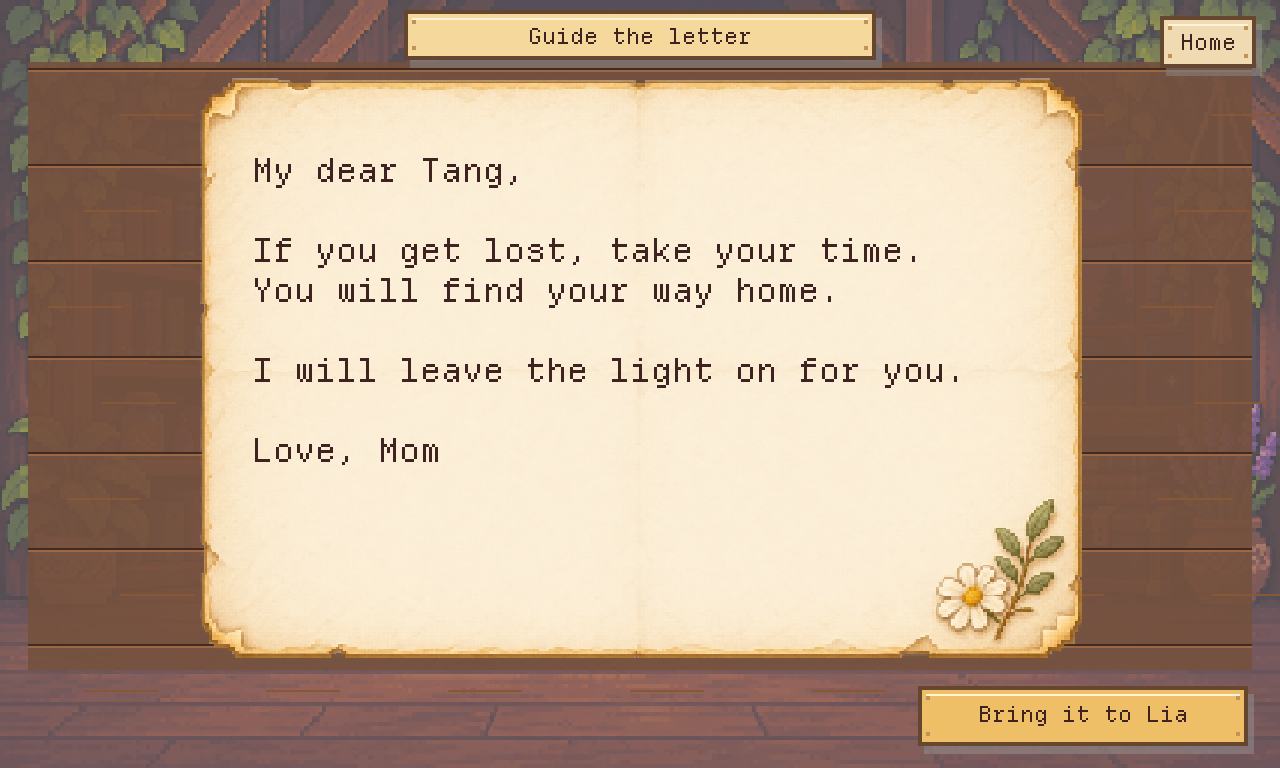 Guide the letter
Home
My dear Tang,
If you get lost, take your time.
You will find your way home.
I will leave the light on for you.
Love, Mom
Bring it to Lia